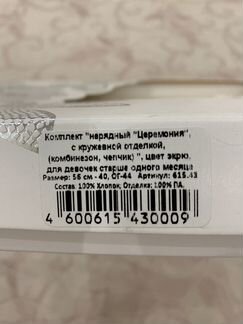 Комплект "нарядный "Церемония",
с кружевной отделкой,
(комбинезон, чепчик) ", цвет экрю,
для девочек старше одного месяца
Размер: 56 см - 40, ОГ-44 Артикул: 615.43
Состав: 100% Хлопок, Отделка: 100% ПА.
4 600615 430009 >